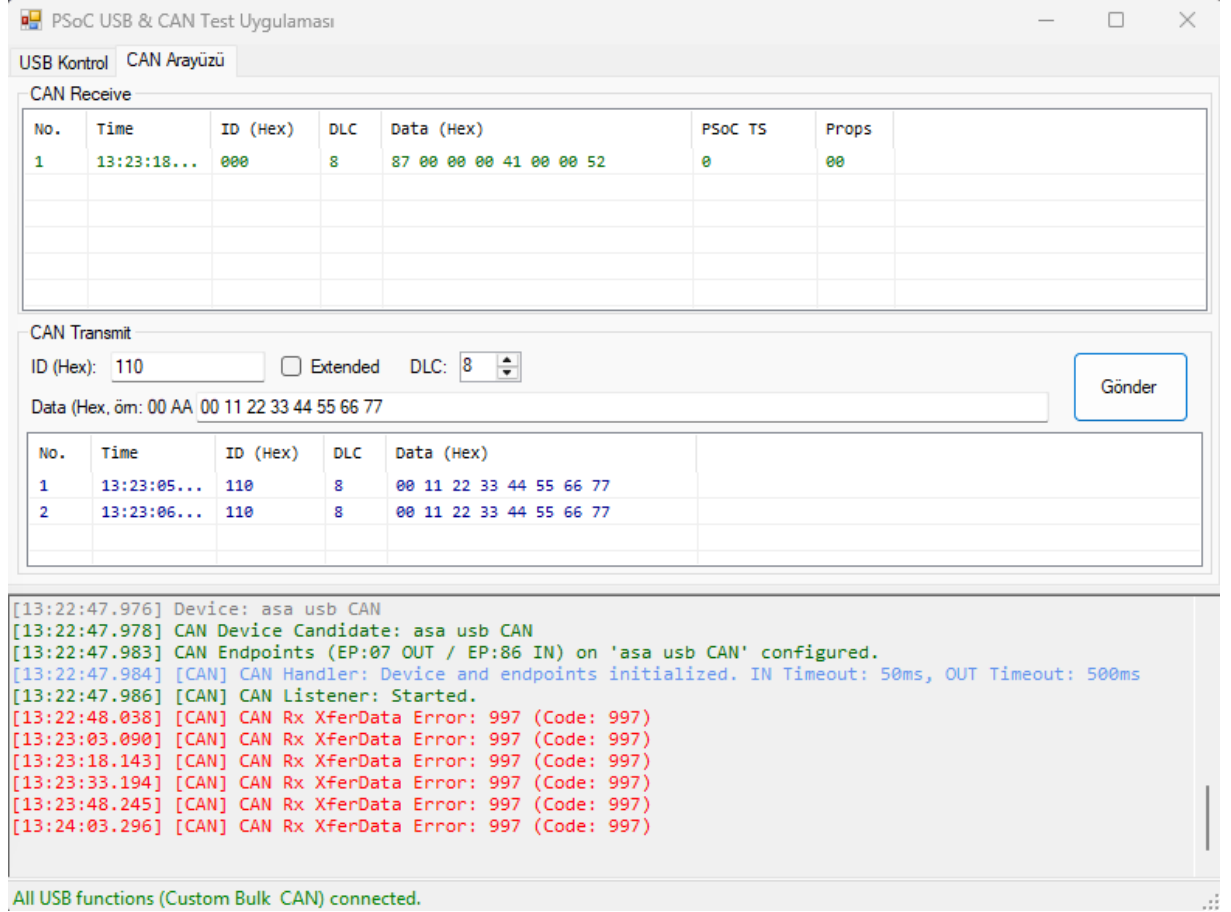 PSoC USB & CAN Test Uygulaması
USB Kontrol CAN Arayüzü
CAN Receive
No. Time ID (Hex) DLC Data (Hex) PSoC TS Props
1 13:23:18... 000 8 87 00 00 00 41 00 00 52 0 00
CAN Transmit
ID (Hex): 110 Extended DLC: 8
Gönder
Data (Hex, örn: 00 AA 00 11 22 33 44 55 66 77
No. Time ID (Hex) DLC Data (Hex)
1 13:23:05... 110 8 00 11 22 33 44 55 66 77
2 13:23:06... 110 8 00 11 22 33 44 55 66 77
[13:22:47.976] Device: asa usb CAN
[13:22:47.978] CAN Device Candidate: asa usb CAN
[13:22:47.983] CAN Endpoints (EP:07 OUT / EP:86 IN) on 'asa usb CAN' configured.
[13:22:47.984] [CAN] CAN Handler: Device and endpoints initialized. IN Timeout: 50ms, OUT Timeout: 500ms
[13:22:47.986] [CAN] CAN Listener: Started.
[13:22:48.038] [CAN] CAN Rx XferData Error: 997 (Code: 997)
[13:23:03.090] [CAN] CAN Rx XferData Error: 997 (Code: 997)
[13:23:18.143] [CAN] CAN Rx XferData Error: 997 (Code: 997)
[13:23:33.194] [CAN] CAN Rx XferData Error: 997 (Code: 997)
[13:23:48.245] [CAN] CAN Rx XferData Error: 997 (Code: 997)
[13:24:03.296] [CAN] CAN Rx XferData Error: 997 (Code: 997)
All USB functions (Custom Bulk CAN) connected.